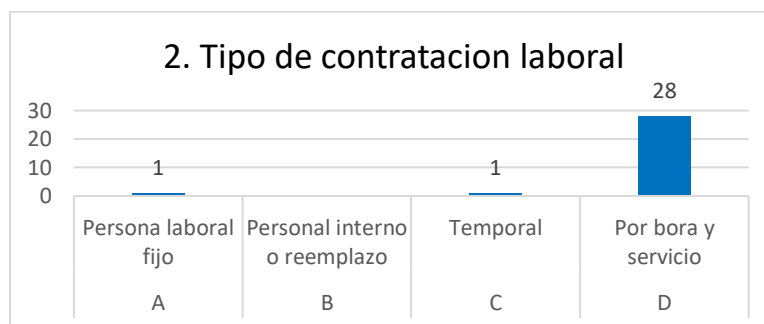 2. Tipo de contratacion laboral
28
30
20
10
0
1
1
Persona laboral
fijo
Personal interno
o reemplazo
Temporal
Por bora y
servicio
A
B
C
D